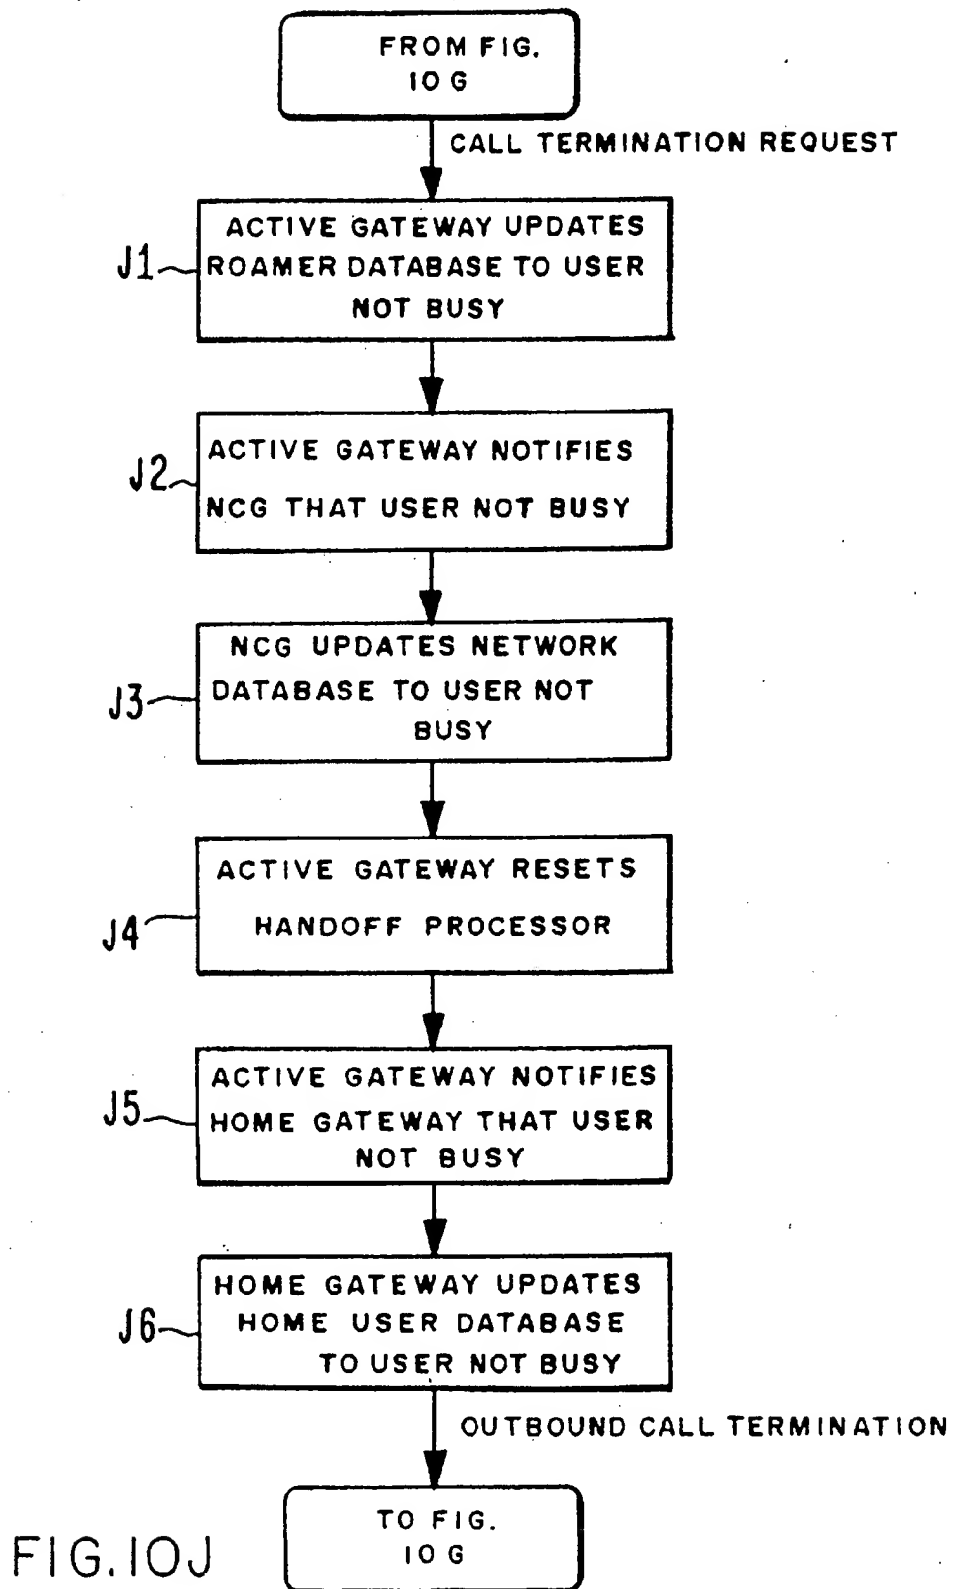 FROM FIG.
10 G
CALL TERMINATION REQUEST
ACTIVE GATEWAY UPDATES
J1 ROAMER DATABASE TO USER
NOT BUSY
ACTIVE GATEWAY NOTIFIES
J2
NCG THAT USER NOT BUSY
NCG UPDATES NETWORK
J3 DATABASE TO USER NOT
BUSY
ACTIVE GATEWAY RESETS
J4 HANDOFF PROCESSOR
ACTIVE GATEWAY NOTIFIES
J5 HOME GATEWAY THAT USER
NOT BUSY
HOME GATEWAY UPDATES
J6 HOME USER DATABASE
TO USER NOT BUSY
OUTBOUND CALL TERMINATION
TO FIG.
10 G
FIG.10J